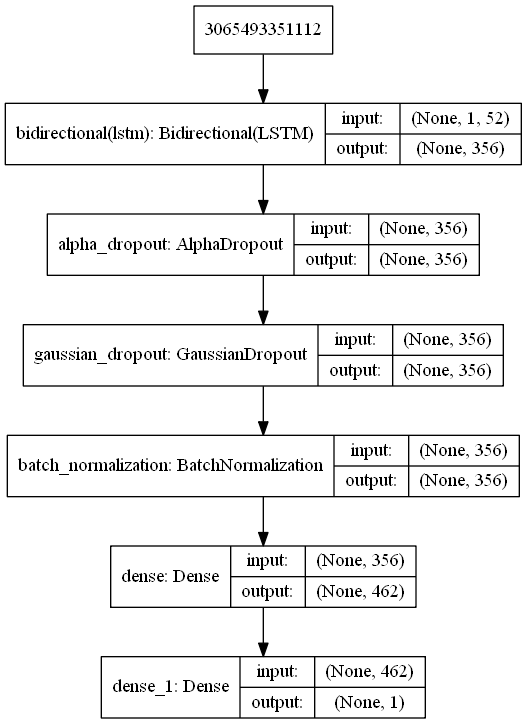 3065493351112
bidirectional(lstm): Bidirectional(LSTM)
input: (None, 1, 52)
output: (None, 356)
alpha_dropout: AlphaDropout
input: (None, 356)
output: (None, 356)
gaussian_dropout: GaussianDropout
input: (None, 356)
output: (None, 356)
batch_normalization: BatchNormalization
input: (None, 356)
output: (None, 356)
dense: Dense
input: (None, 356)
output: (None, 462)
dense_1: Dense
input: (None, 462)
output: (None, 1)